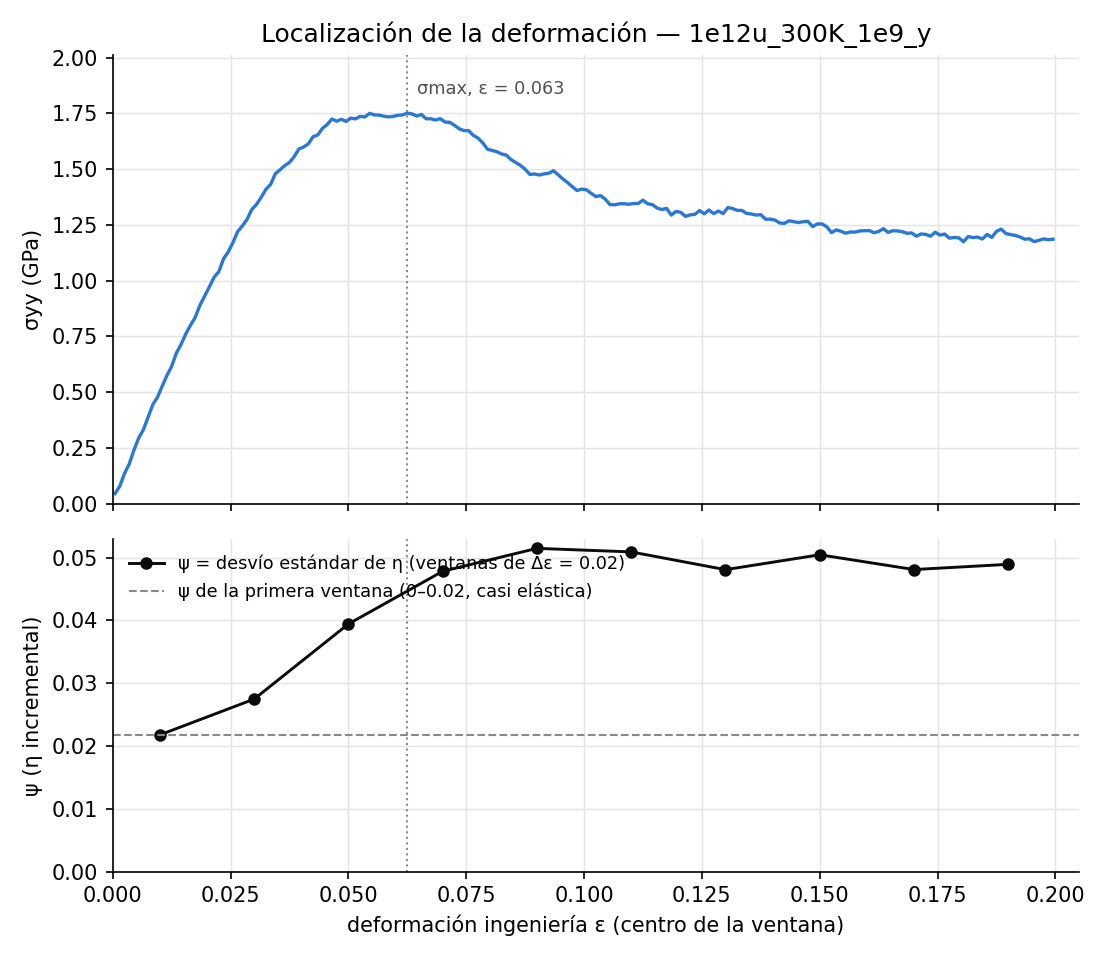 Localización de la deformación — 1e12u_300K_1e9_y
σyy (GPa)
2.00
1.75
1.50
1.25
1.00
0.75
0.50
0.25
0.00
σmax, ε = 0.063
ψ (η incremental)
0.05
0.04
0.03
0.02
0.01
0.00
ψ = desvío estándar de η (ventanas de Δε = 0.02)
ψ de la primera ventana (0–0.02, casi elástica)
0.000 0.025 0.050 0.075 0.100 0.125 0.150 0.175 0.200
deformación ingeniería ε (centro de la ventana)